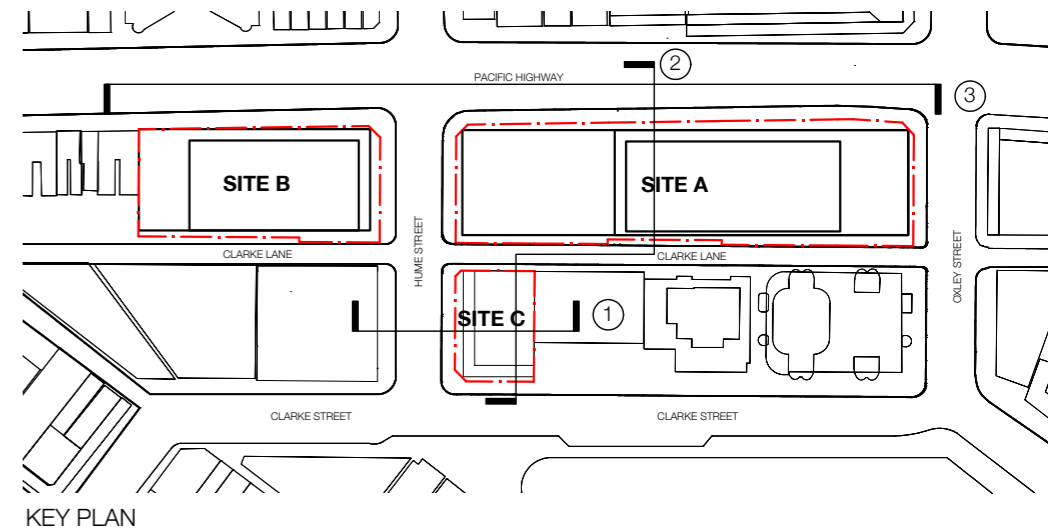 2
PACIFIC HIGHWAY
3
SITE B
SITE A
HUME STREET
OXLEY STREET
CLARKE LANE
CLARKE LANE
SITE C
1
CLARKE STREET
CLARKE STREET
KEY PLAN